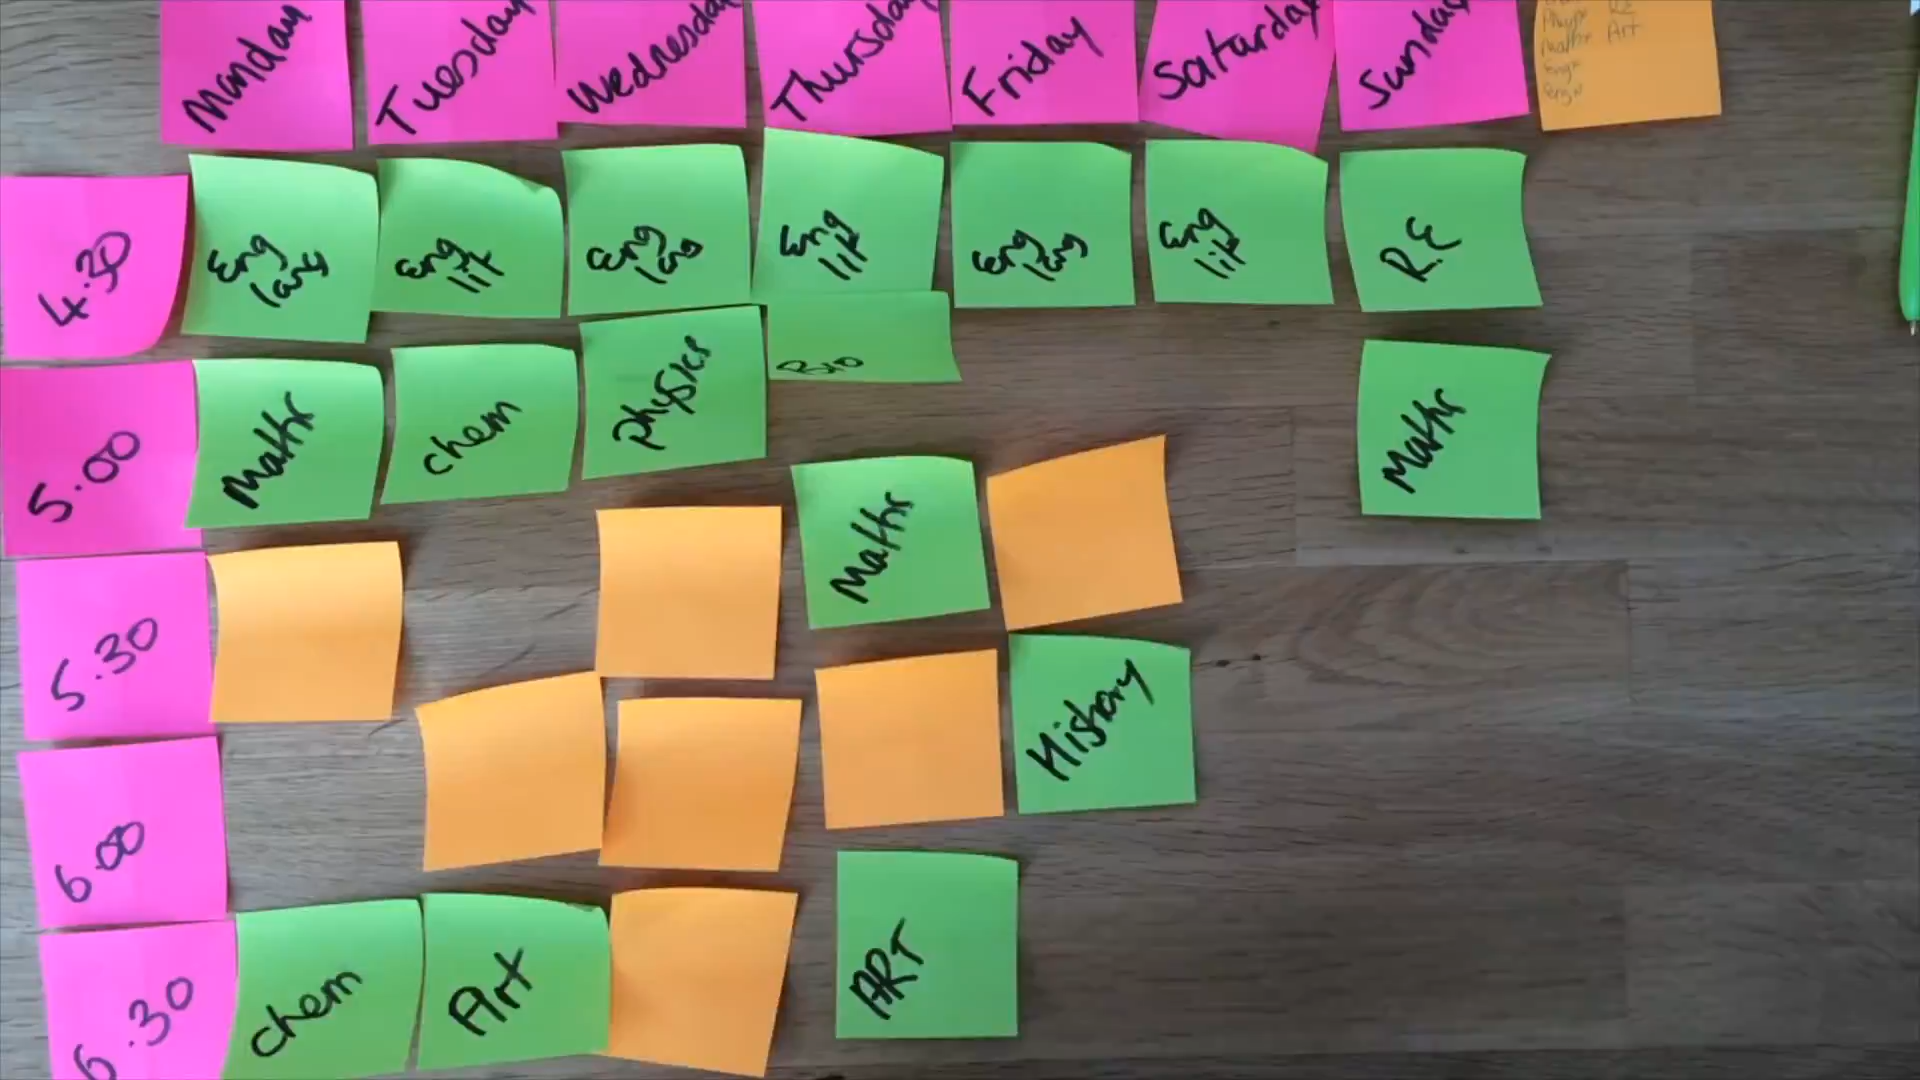 Monday
Tuesday
Wednesday
Thursday
Friday
Saturday
Sunday
Maths Art
4.30
Eng
lang
Eng
lit
Eng
lang
Eng
lit
Eng
lang
Eng
lit
R.E
5.00
Maths
chem
Physics
Bio
Maths
5.30
Maths
6.00
History
6.30
chem
Art
ART